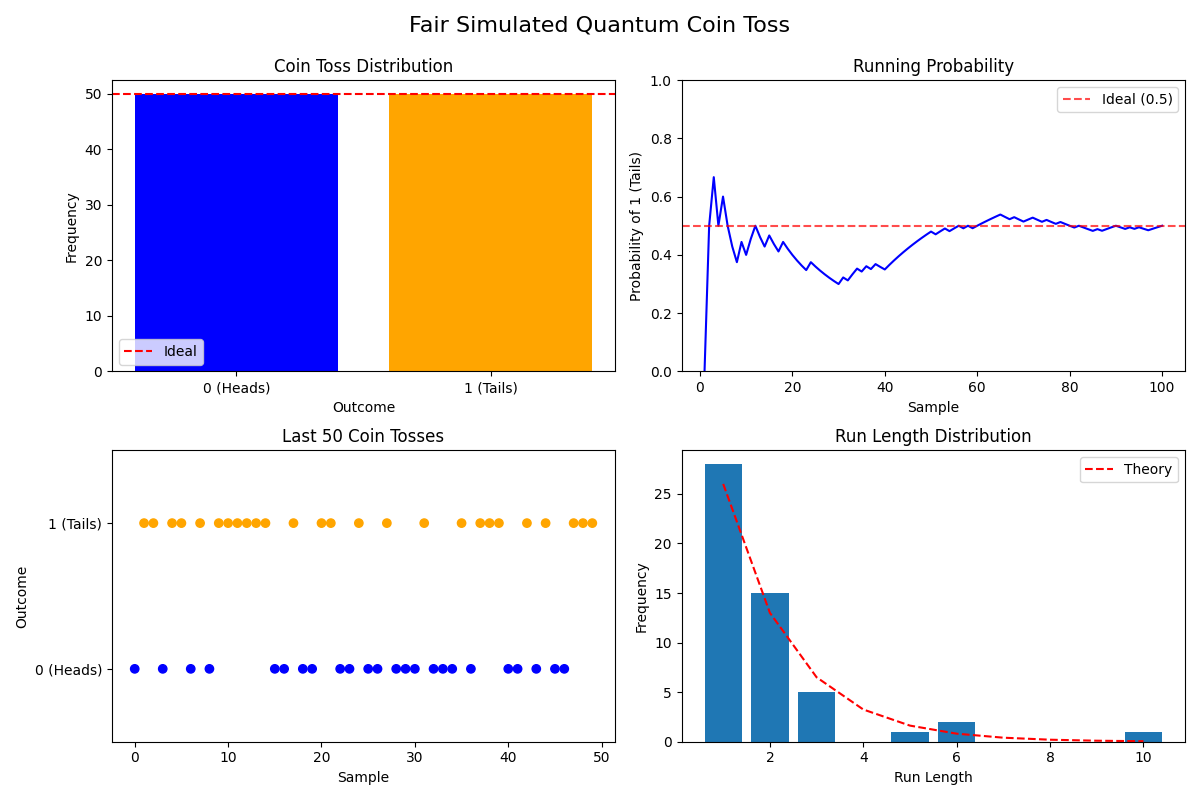 Fair Simulated Quantum Coin Toss
Coin Toss Distribution
Frequency
50
40
30
20
10
0
Ideal
0 (Heads)
1 (Tails)
Outcome
Running Probability
Probability of 1 (Tails)
1.0
0.8
0.6
0.4
0.2
0.0
Ideal (0.5)
0 20 40 60 80 100
Sample
Last 50 Coin Tosses
Outcome
1 (Tails)
0 (Heads)
0 10 20 30 40 50
Sample
Run Length Distribution
Frequency
25
20
15
10
5
0
Theory
2 4 6 8 10
Run Length